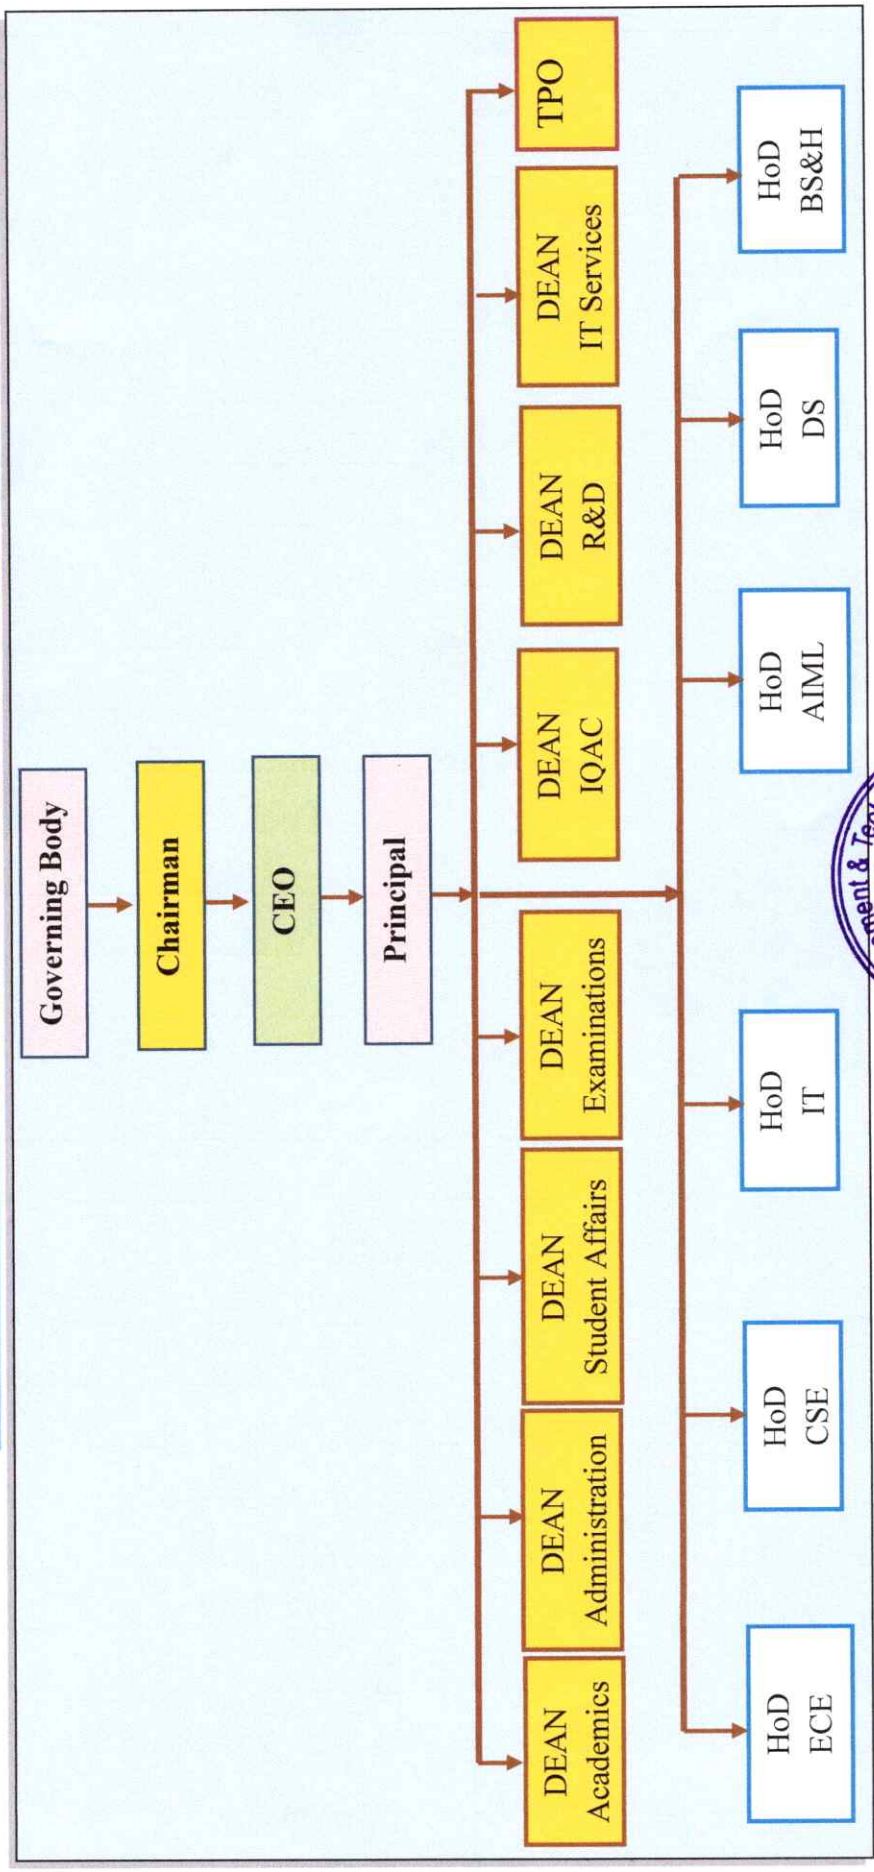 Governing Body
Chairman
CEO
Principal
DEAN
Academics
DEAN
Administration
DEAN
Student Affairs
DEAN
Examinations
DEAN
IQAC
DEAN
R&D
DEAN
IT Services
TPO
HoD
ECE
HoD
CSE
HoD
IT
HoD
AIML
HoD
DS
HoD
BS&H